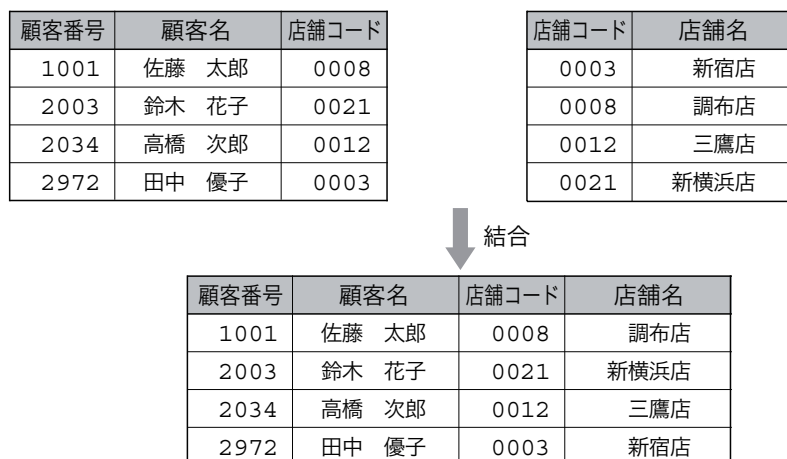 顧客番号 顧客名 店舗コード
1001 佐藤　太郎 0008
2003 鈴木　花子 0021
2034 高橋　次郎 0012
2972 田中　優子 0003
店舗コード 店舗名
0003 新宿店
0008 調布店
0012 三鷹店
0021 新横浜店
結合
顧客番号 顧客名 店舗コード 店舗名
1001 佐藤　太郎 0008 調布店
2003 鈴木　花子 0021 新横浜店
2034 高橋　次郎 0012 三鷹店
2972 田中　優子 0003 新宿店